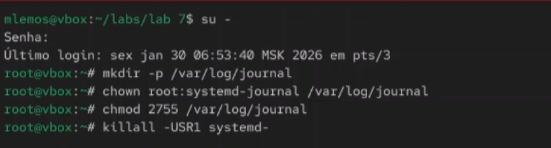 mlemos@vbox:~/labs/lab 7$ su -
Senha:
Último login: sex jan 30 06:53:40 MSK 2026 em pts/3
root@vbox:~# mkdir -p /var/log/journal
root@vbox:~# chown root:systemd-journal /var/log/journal
root@vbox:~# chmod 2755 /var/log/journal
root@vbox:~# killall -USR1 systemd-